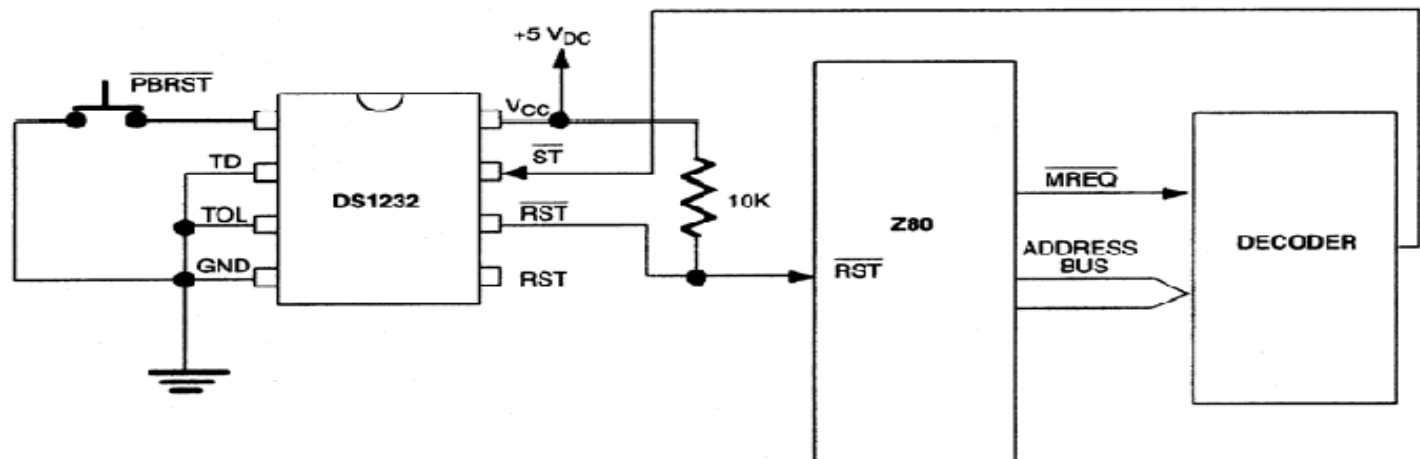 +5 VDC
PBRST
VCC
TD
ST
DS1232
10K
MREQ
TOL
RST
Z80
DECODER
ADDRESS
BUS
GND
RST
RST